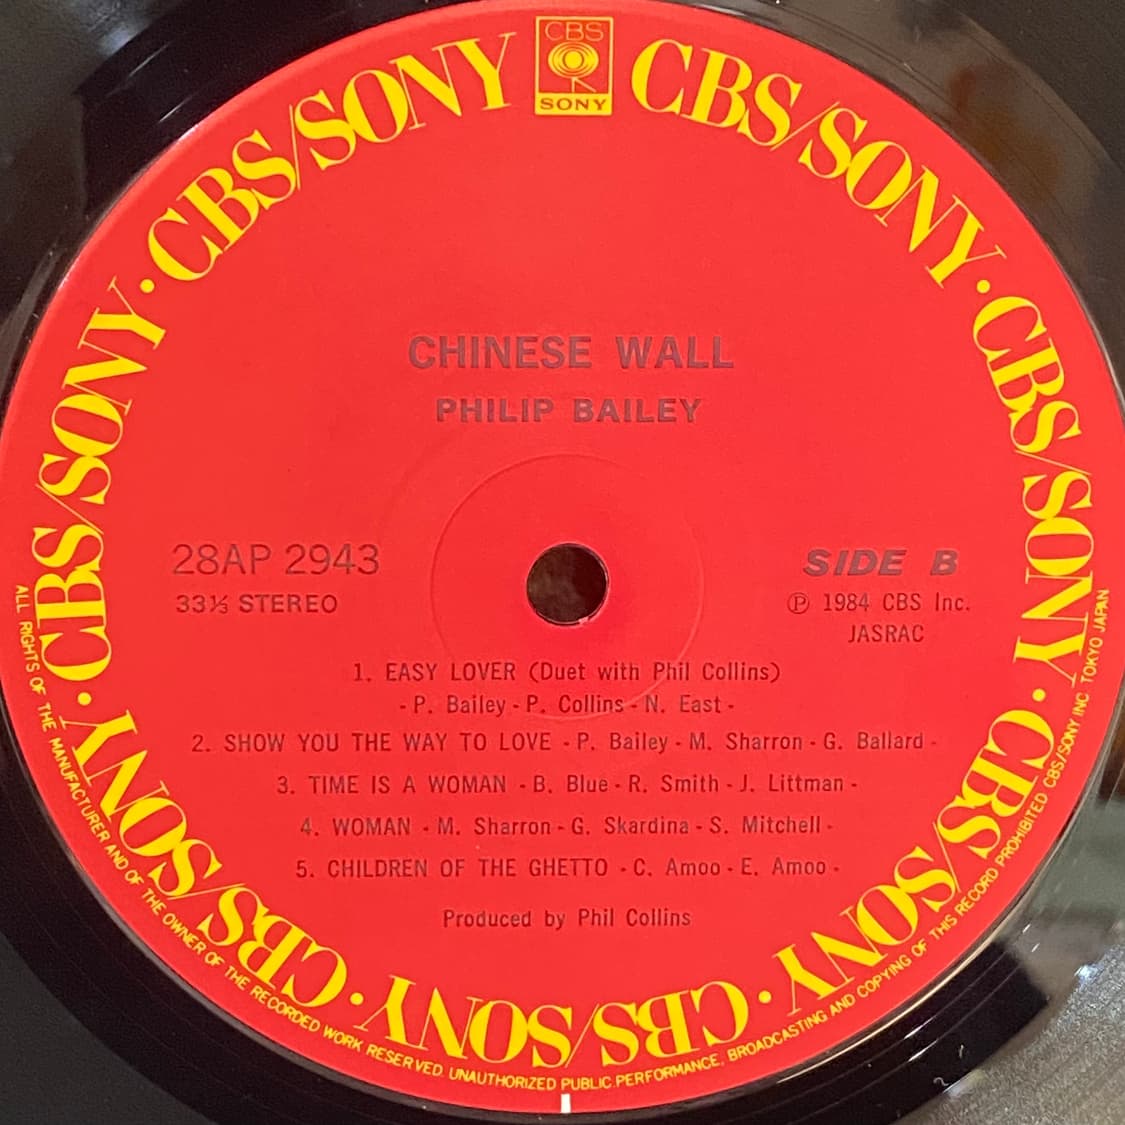 CBS
SONY
CBS/SONY · CBS/SONY · CBS/SONY · CBS/SONY · CBS/SONY · CBS/SONY · CBS/SONY · CBS/SONY
CHINESE WALL
PHILIP BAILEY
28AP 2943
33⅓ STEREO
SIDE B
Ⓟ 1984 CBS Inc.
JASRAC
1. EASY LOVER (Duet with Phil Collins)
- P. Bailey - P. Collins - N. East -
2. SHOW YOU THE WAY TO LOVE - P. Bailey - M. Sharron - G. Ballard -
3. TIME IS A WOMAN - B. Blue - R. Smith - J. Littman -
4. WOMAN - M. Sharron - G. Skardina - S. Mitchell -
5. CHILDREN OF THE GHETTO - C. Amoo - E. Amoo -
Produced by Phil Collins
ALL RIGHTS OF THE MANUFACTURER AND OF THE OWNER OF THE RECORDED WORK RESERVED. UNAUTHORIZED PUBLIC PERFORMANCE, BROADCASTING AND COPYING OF THIS RECORD PROHIBITED CBS/SONY INC. TOKYO JAPAN